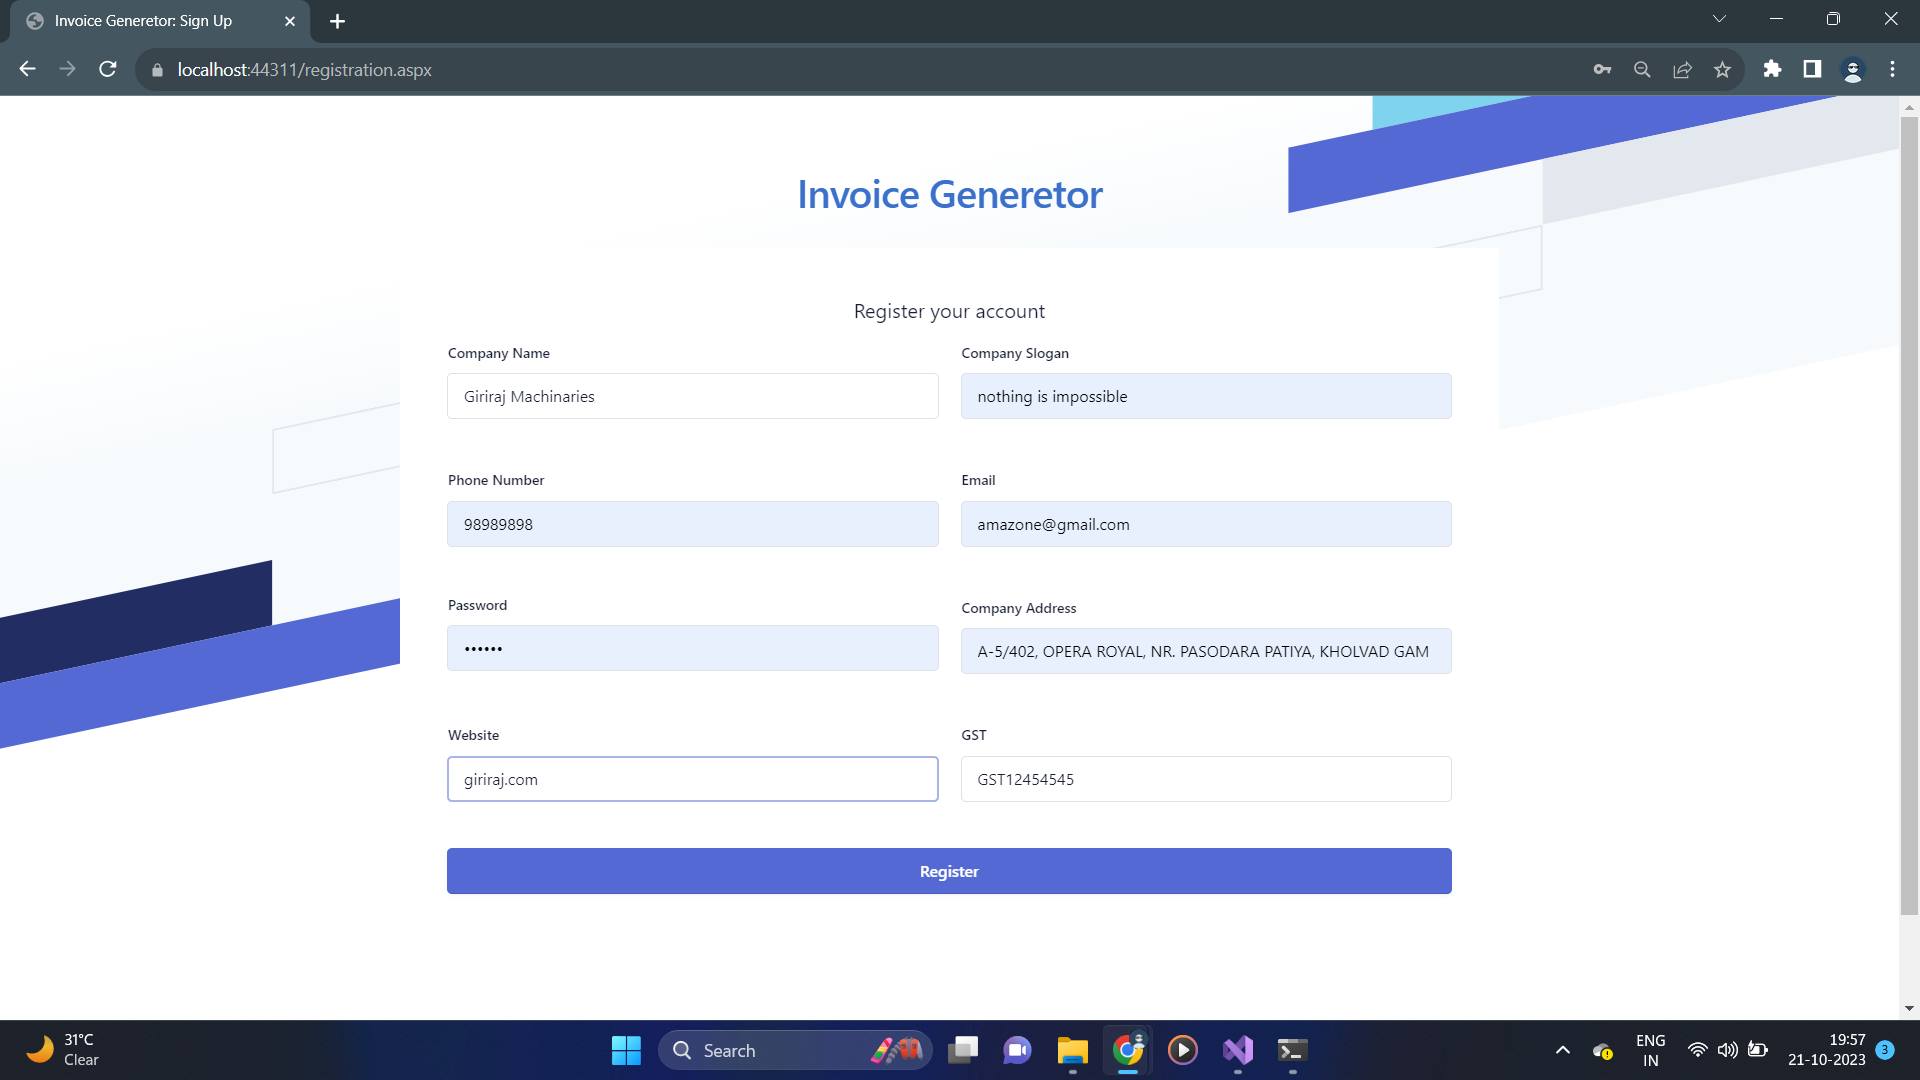 Invoice Generetor: Sign Up
localhost:44311/registration.aspx
Invoice Generetor
Register your account
Company Name
Company Slogan
Giriraj Machinaries
nothing is impossible
Phone Number
Email
98989898
amazone@gmail.com
Password
Company Address
••••••
A-5/402, OPERA ROYAL, NR. PASODARA PATIYA, KHOLVAD GAM
Website
GST
giriraj.com
GST12454545
Register
31°C
Clear
Search
ENG
IN
19:57
21-10-2023
3